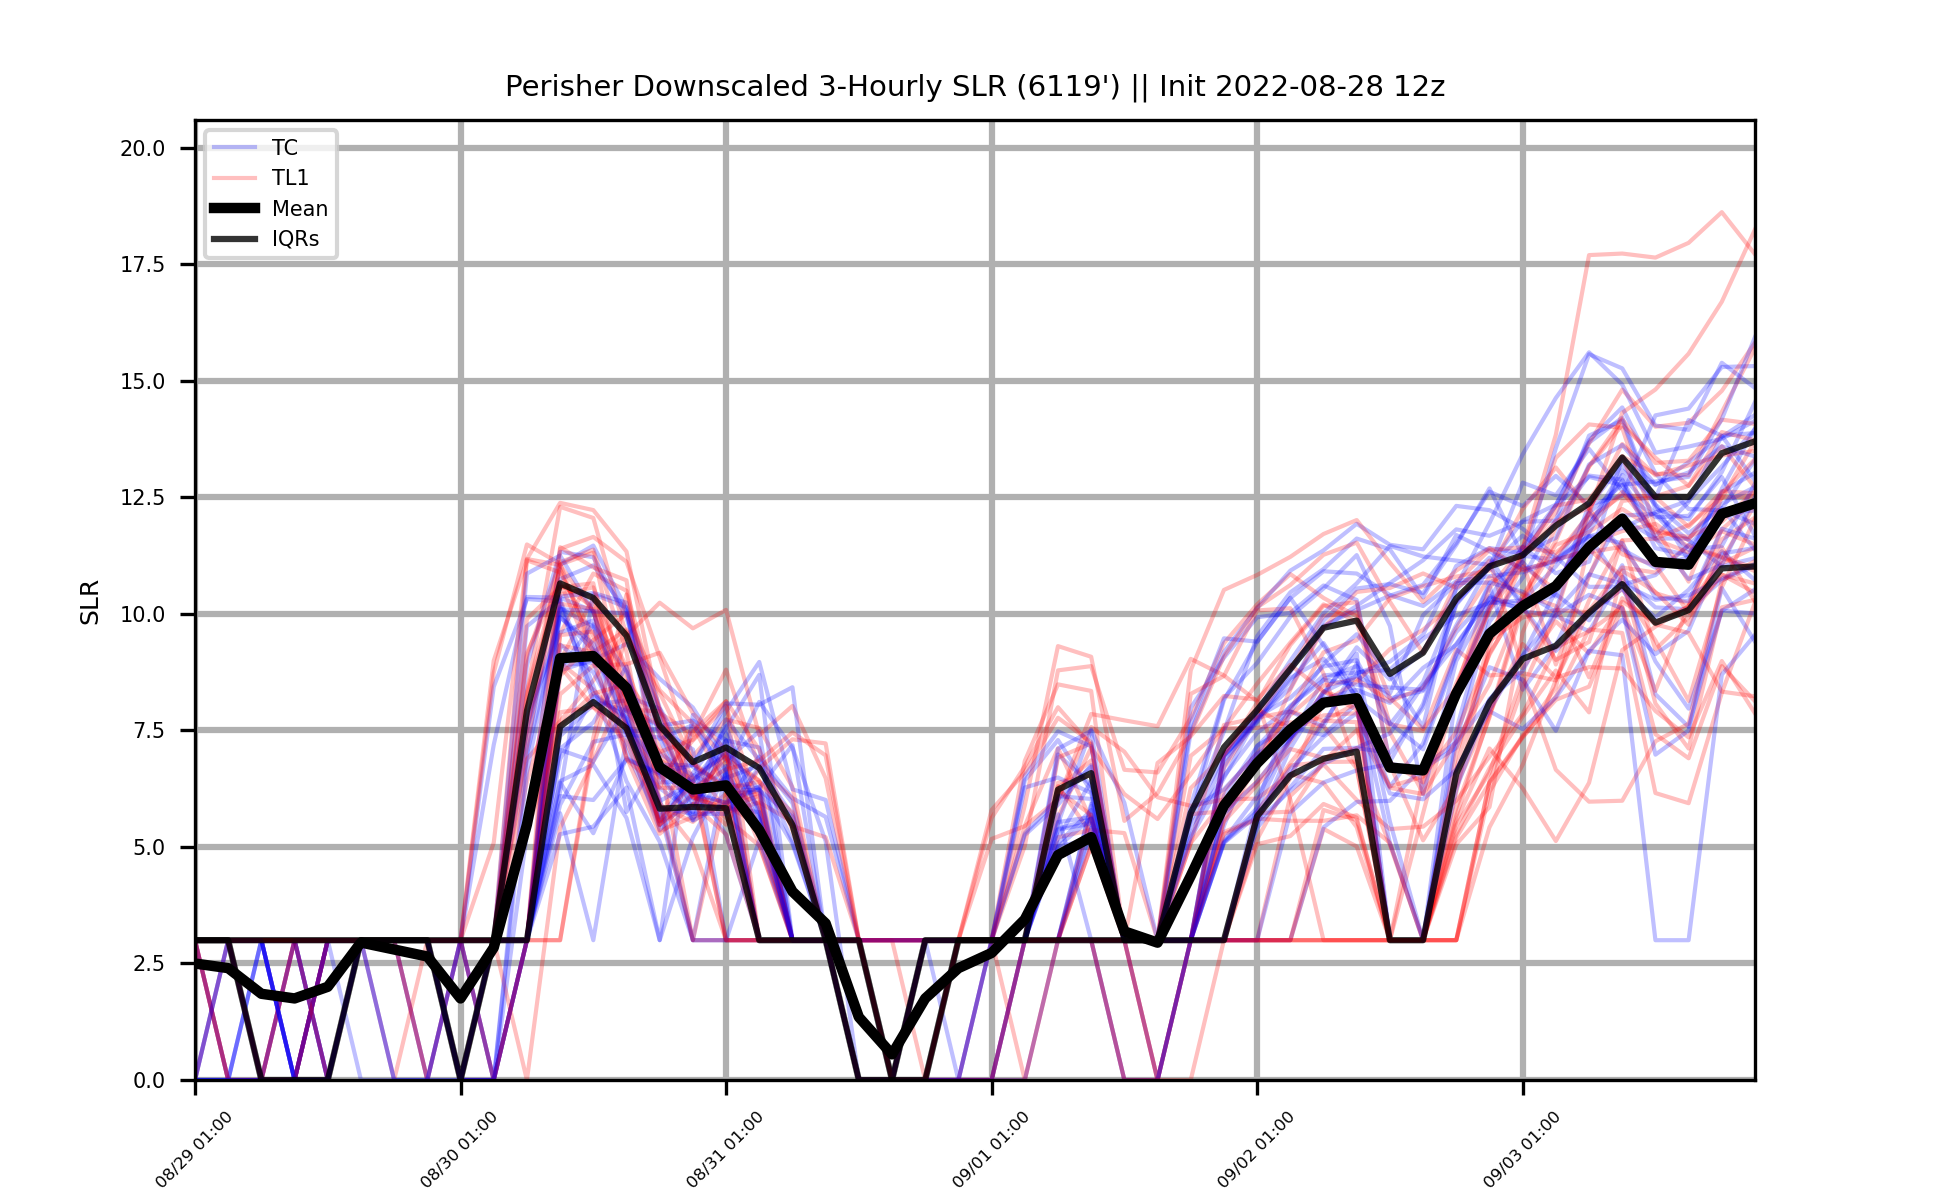 Perisher Downscaled 3-Hourly SLR (6119') || Init 2022-08-28 12z
TC
TL1
Mean
IQRs
SLR
20.0
17.5
15.0
12.5
10.0
7.5
5.0
2.5
0.0
08/29 01:00
08/30 01:00
08/31 01:00
09/01 01:00
09/02 01:00
09/03 01:00